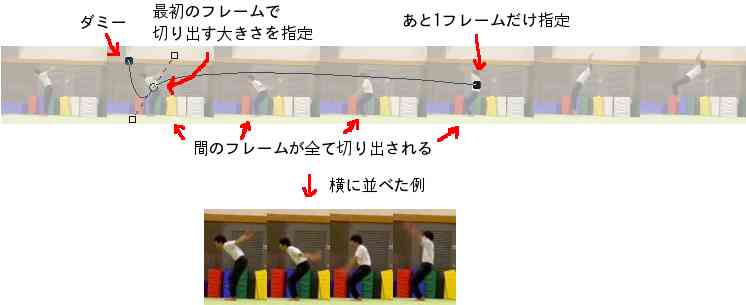 ダミー
最初のフレームで
切り出す大きさを指定
あと1フレームだけ指定
間のフレームが全て切り出される
横に並べた例